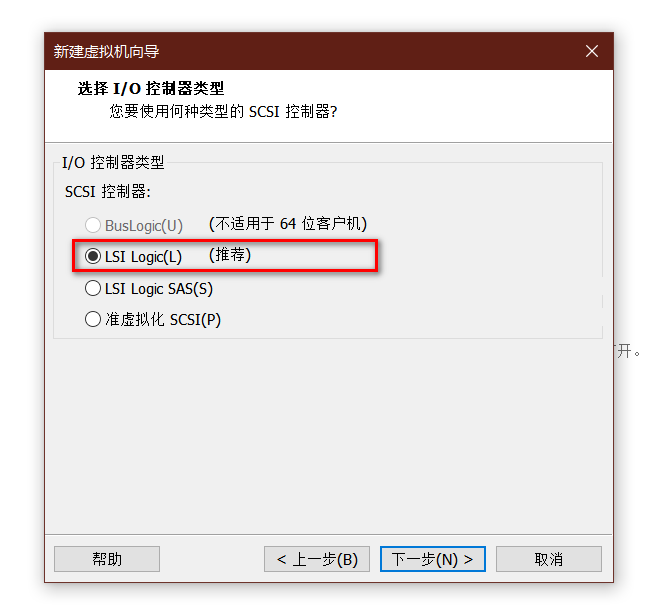 新建虚拟机向导
选择 I/O 控制器类型
您要使用何种类型的 SCSI 控制器?
I/O 控制器类型
SCSI 控制器:
BusLogic(U) (不适用于 64 位客户机)
LSI Logic(L) (推荐)
LSI Logic SAS(S)
准虚拟化 SCSI(P)
开。
帮助 < 上一步(B) 下一步(N) > 取消